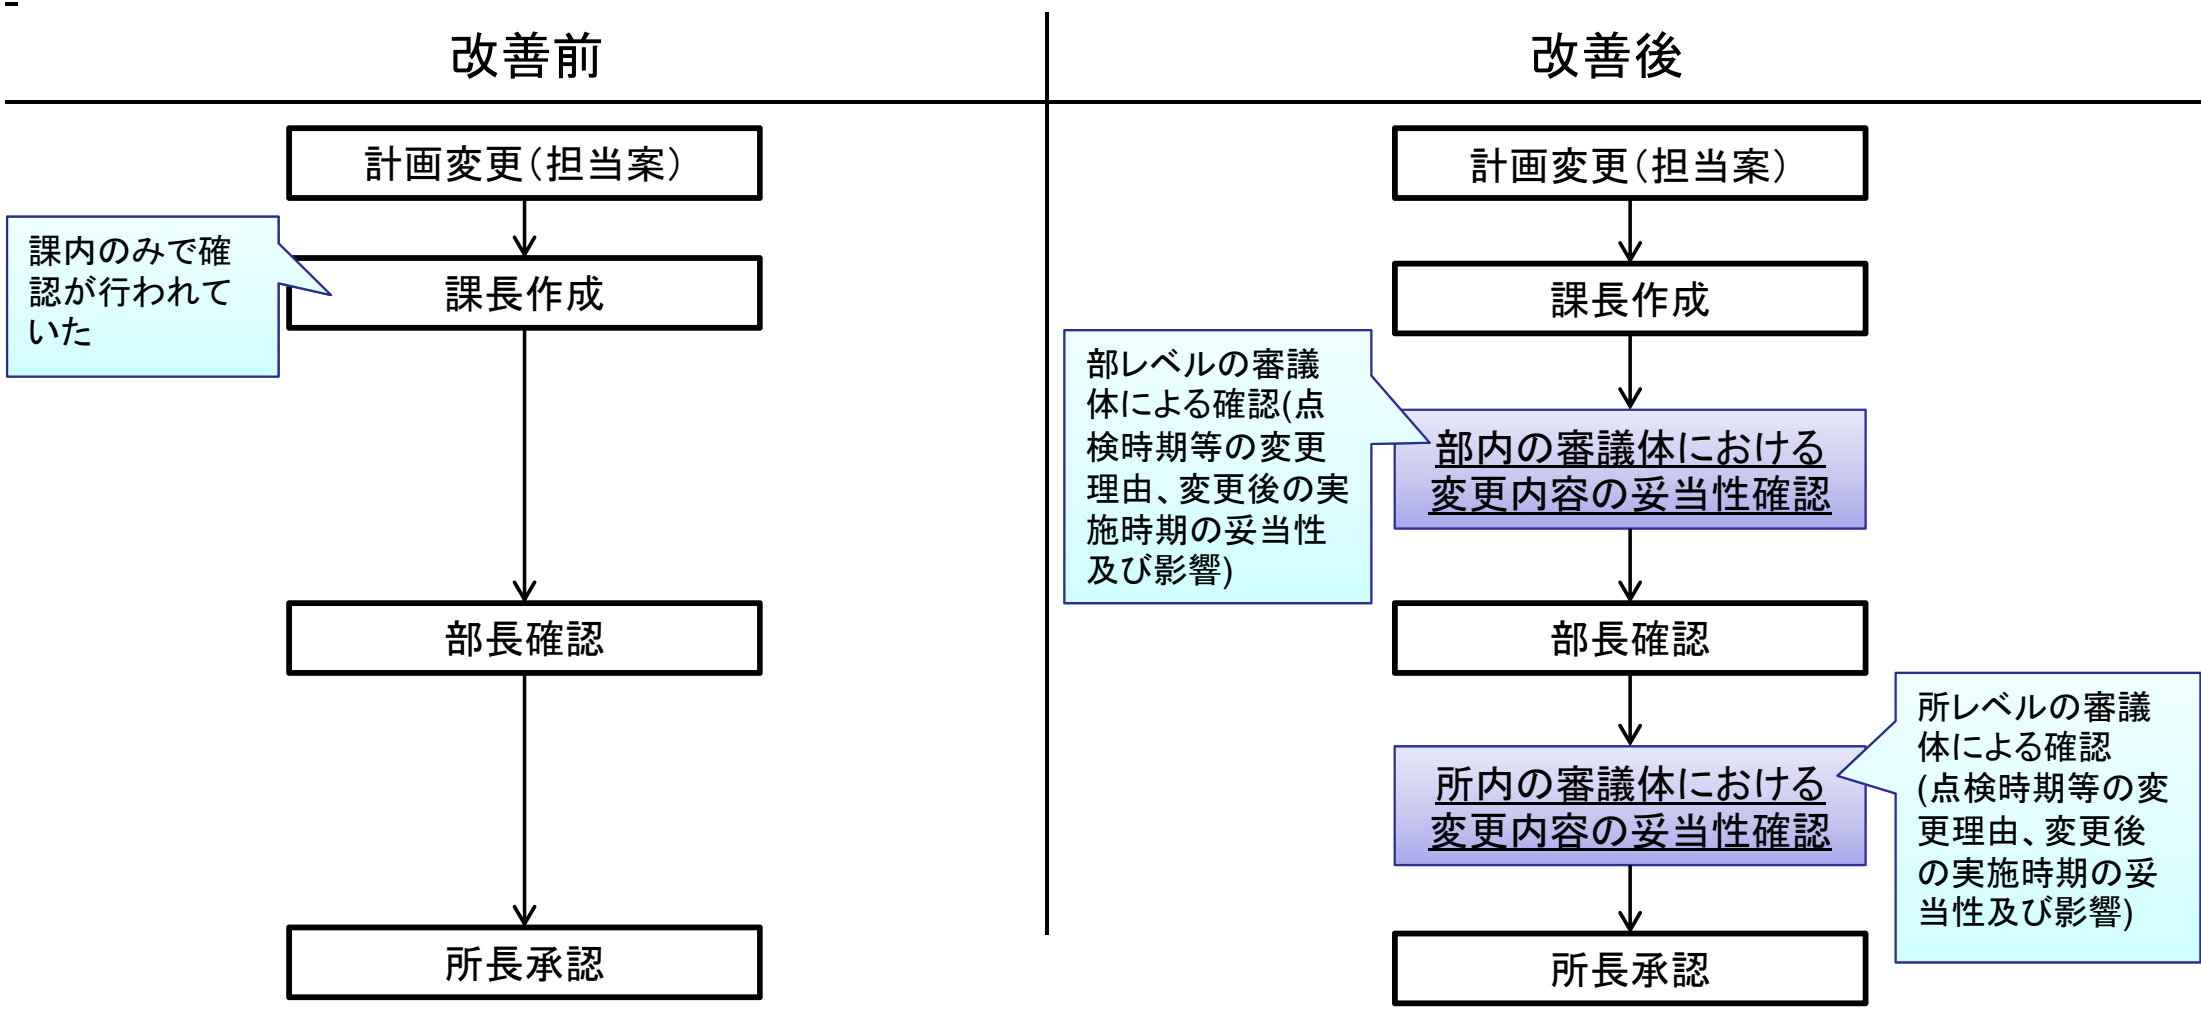 改善前
計画変更(担当案)
課内のみで確
認が行われて
いた
課長作成
部長確認
所長承認
改善後
計画変更(担当案)
課長作成
部レベルの審議
体による確認(点
検時期等の変更
理由、変更後の実
施時期の妥当性
及び影響)
部内の審議体における
変更内容の妥当性確認
部長確認
所レベルの審議
体による確認
(点検時期等の変
更理由、変更後
の実施時期の妥
当性及び影響)
所内の審議体における
変更内容の妥当性確認
所長承認